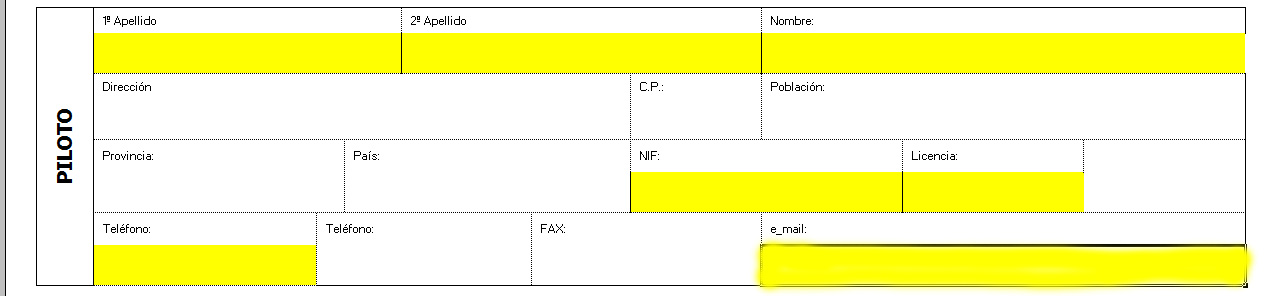 PILOTO
1º Apellido 2º Apellido Nombre:
Dirección C.P.: Población:
Provincia: País: NIF: Licencia:
Teléfono: Teléfono: FAX: e_mail: